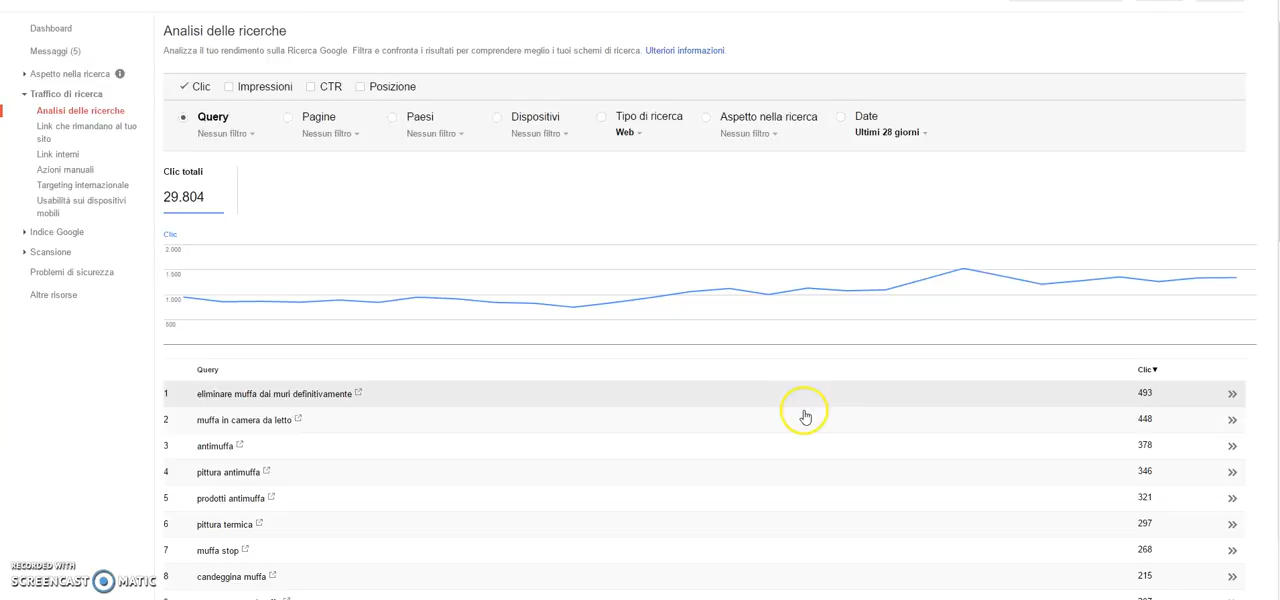 Dashboard
Messaggi (5)
Aspetto nella ricerca
Traffico di ricerca
Analisi delle ricerche
Link che rimandano al tuo
sito
Link interni
Azioni manuali
Targeting internazionale
Usabilità sui dispositivi
mobili
Indice Google
Scansione
Problemi di sicurezza
Altre risorse
Analisi delle ricerche
Analizza il tuo rendimento sulla Ricerca Google. Filtra e confronta i risultati per comprendere meglio i tuoi schemi di ricerca. Ulteriori informazioni.
Clic Impressioni CTR Posizione
Query Pagine Paesi Dispositivi Tipo di ricerca Aspetto nella ricerca Date
Nessun filtro Nessun filtro Nessun filtro Nessun filtro Web Nessun filtro Ultimi 28 giorni
Clic totali
29.804
Clic
2.000
1.500
1.000
500
Query Clic▼
1 eliminare muffa dai muri definitivamente 493
2 muffa in camera da letto 448
3 antimuffa 378
4 pittura antimuffa 346
5 prodotti antimuffa 321
6 pittura termica 297
7 muffa stop 268
8 candeggina muffa 215
RECORDED WITH
SCREENCAST MATIC